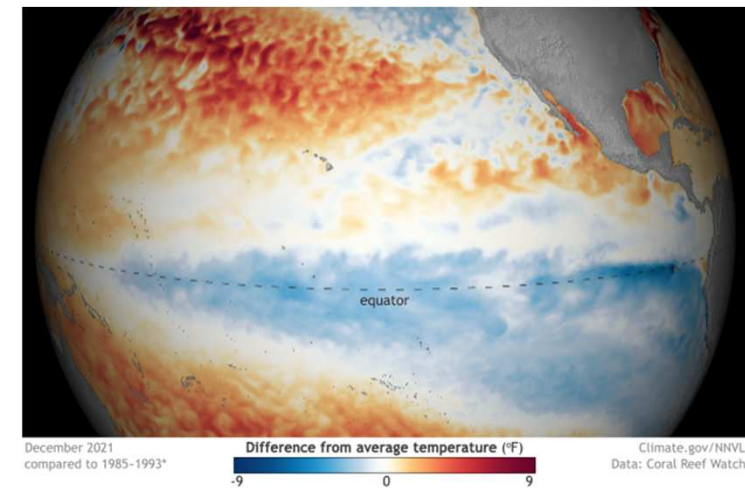 equator
December 2021
compared to 1985-1993*
Difference from average temperature (°F)
-9 0 9
Climate.gov/NNVL
Data: Coral Reef Watch